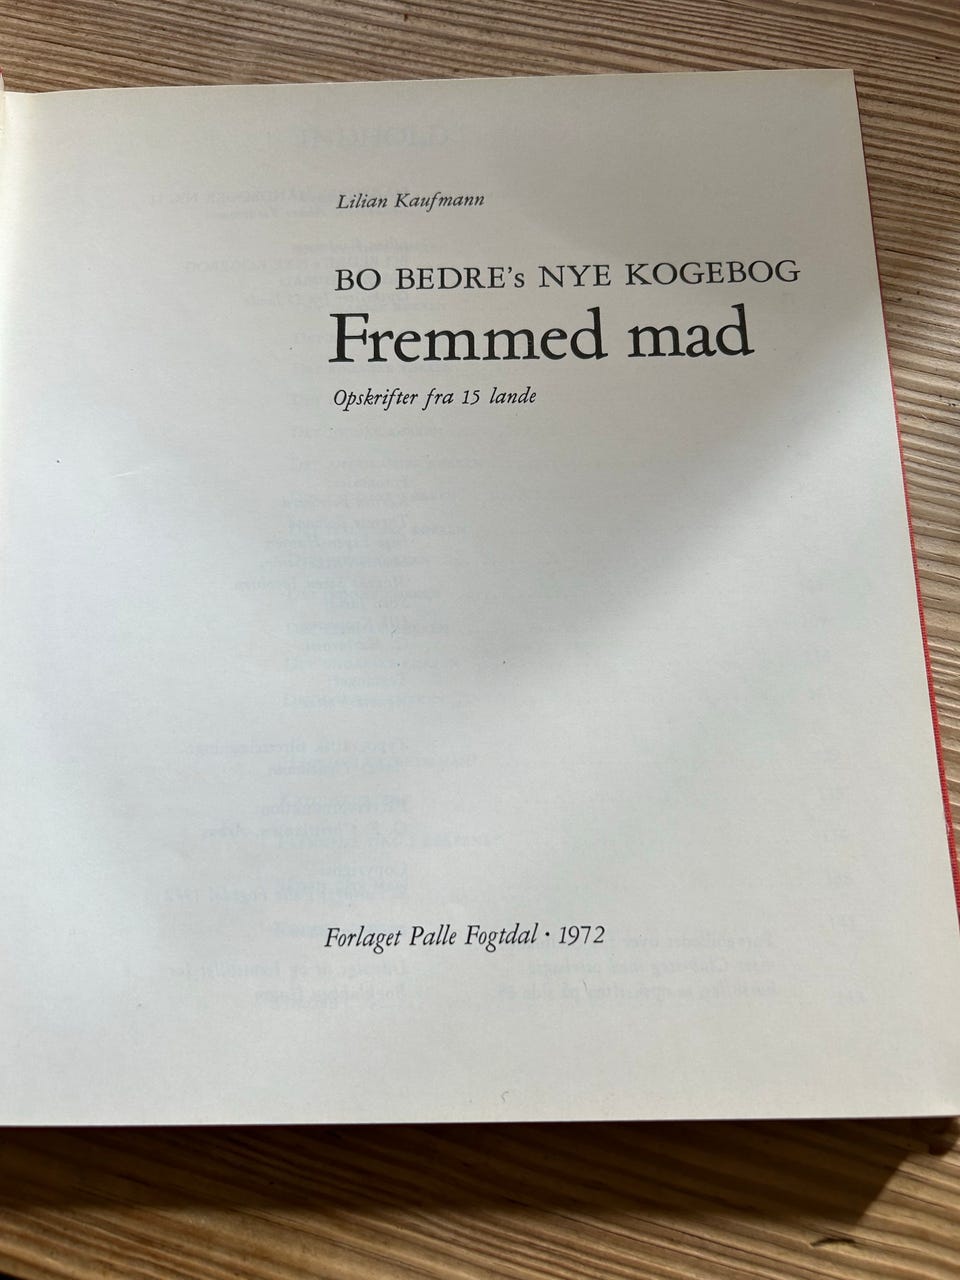 Lilian Kaufmann
BO BEDRE's NYE KOGEBOG
Fremmed mad
Opskrifter fra 15 lande
Forlaget Palle Fogtdal · 1972